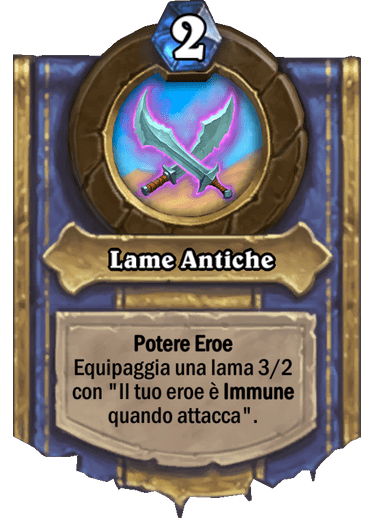 2
Lame Antiche
Potere Eroe
Equipaggia una lama 3/2
con "Il tuo eroe è Immune
quando attacca".